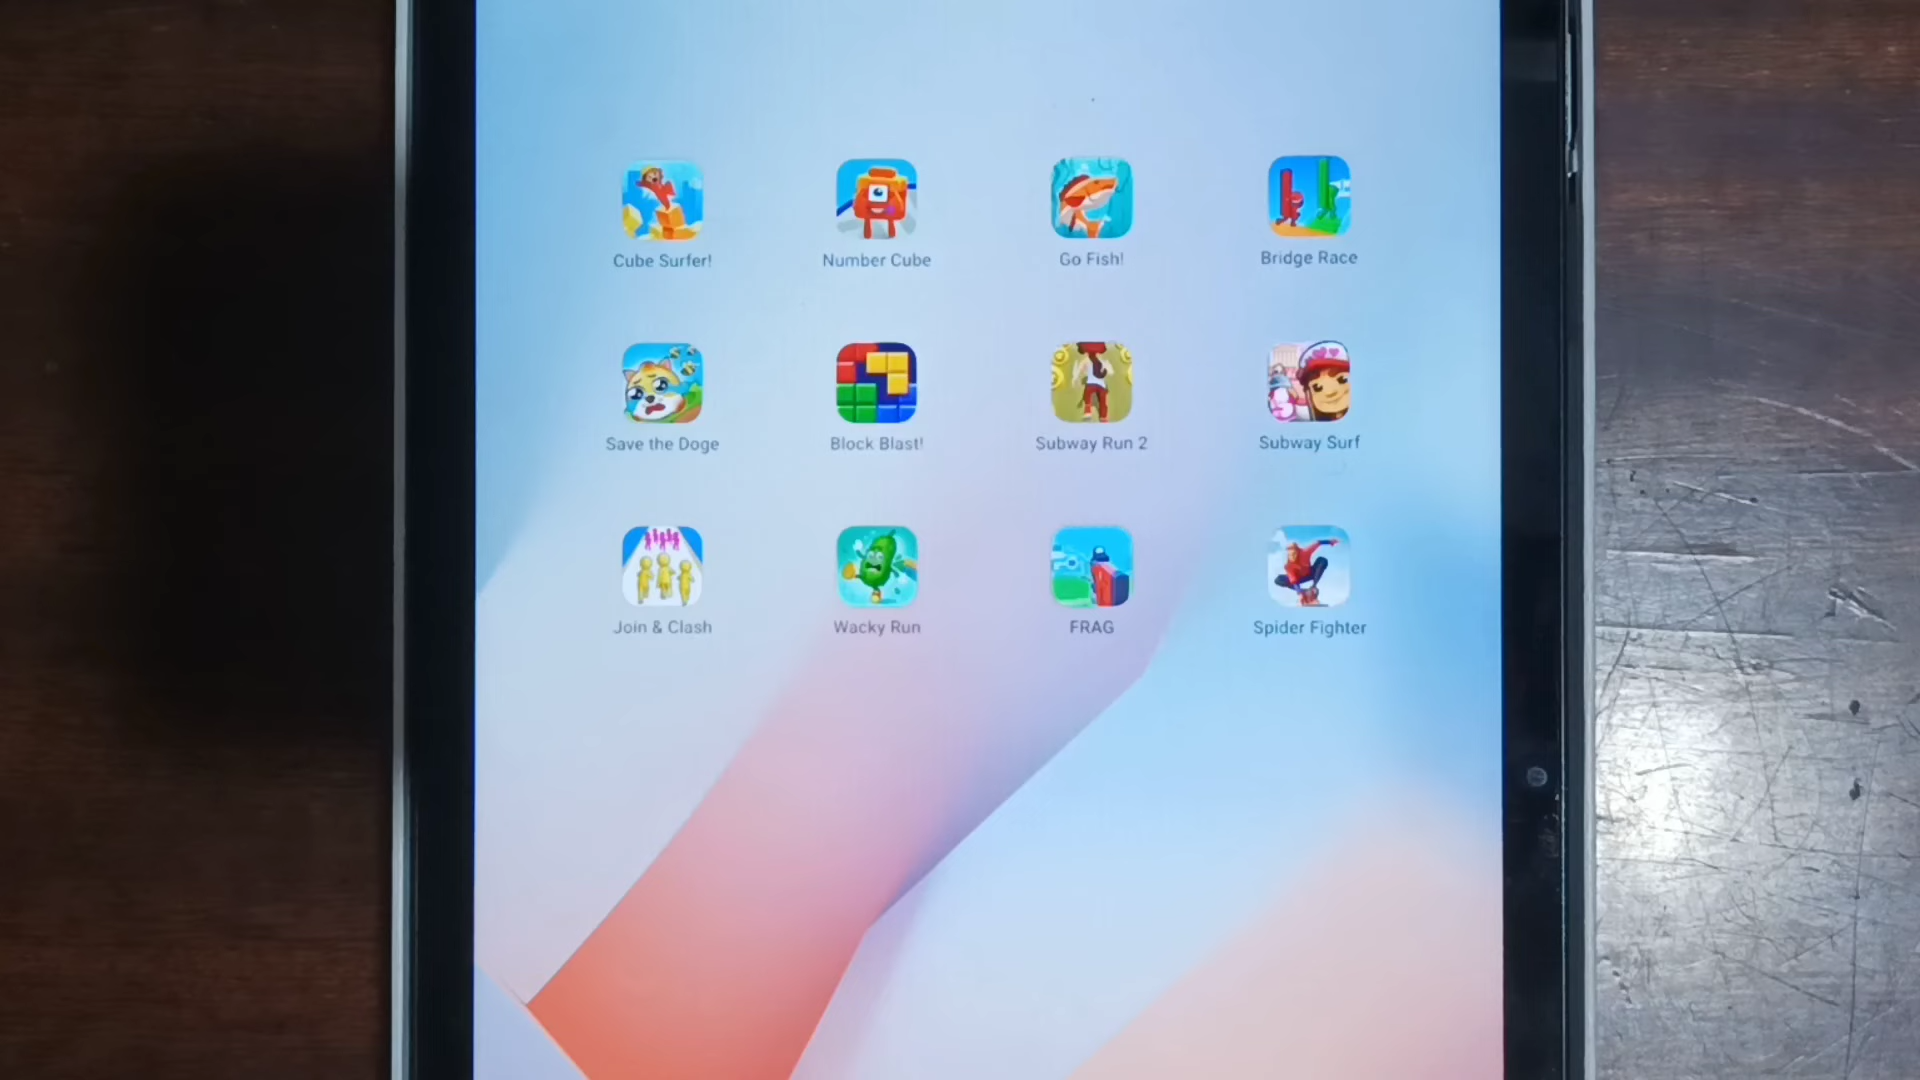 Cube Surfer!
Number Cube
Go Fish!
Bridge Race
Save the Doge
Block Blast!
Subway Run 2
Subway Surf
Join & Clash
Wacky Run
FRAG
Spider Fighter